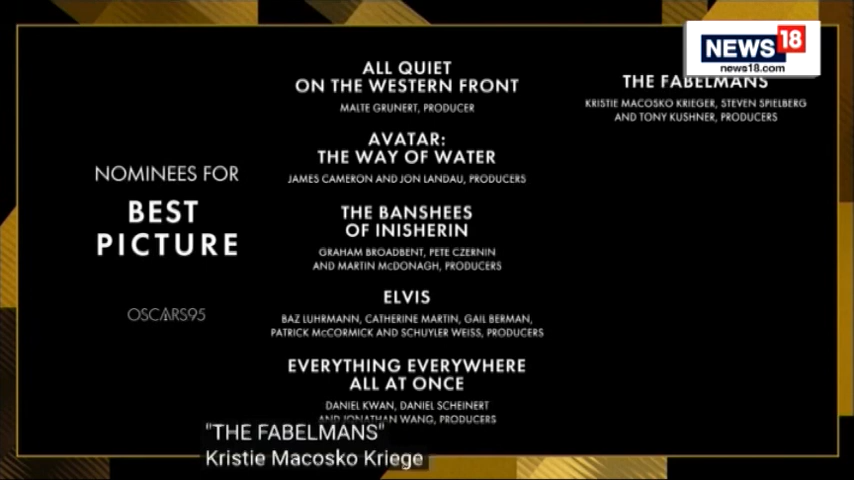 NEWS 18
news18.com
NOMINEES FOR
BEST
PICTURE
OSCARS95
ALL QUIET
ON THE WESTERN FRONT
MALTE GRUNERT, PRODUCER
AVATAR:
THE WAY OF WATER
JAMES CAMERON AND JON LANDAU, PRODUCERS
THE BANSHEES
OF INISHERIN
GRAHAM BROADBENT, PETE CZERNIN
AND MARTIN McDONAGH, PRODUCERS
ELVIS
BAZ LUHRMANN, CATHERINE MARTIN, GAIL BERMAN,
PATRICK McCORMICK AND SCHUYLER WEISS, PRODUCERS
EVERYTHING EVERYWHERE
ALL AT ONCE
DANIEL KWAN, DANIEL SCHEINERT
AND JONATHAN WANG, PRODUCERS
THE FABELMANS
KRISTIE MACOSKO KRIEGER, STEVEN SPIELBERG
AND TONY KUSHNER, PRODUCERS
"THE FABELMANS"
Kristie Macosko Kriege